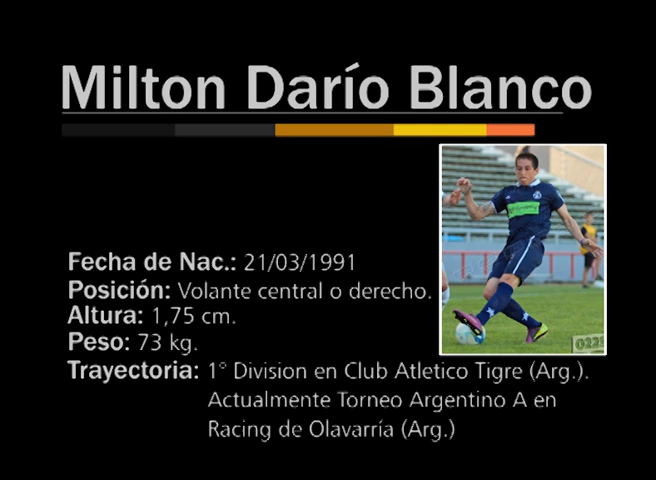 Milton Darío Blanco
Fecha de Nac.: 21/03/1991
Posición: Volante central o derecho.
Altura: 1,75 cm.
Peso: 73 kg.
Trayectoria: 1° Division en Club Atletico Tigre (Arg.).
Actualmente Torneo Argentino A en
Racing de Olavarría (Arg.)